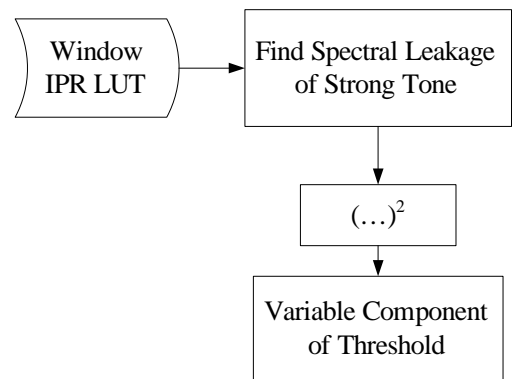 Window
IPR LUT
Find Spectral Leakage
of Strong Tone
(…)²
Variable Component
of Threshold